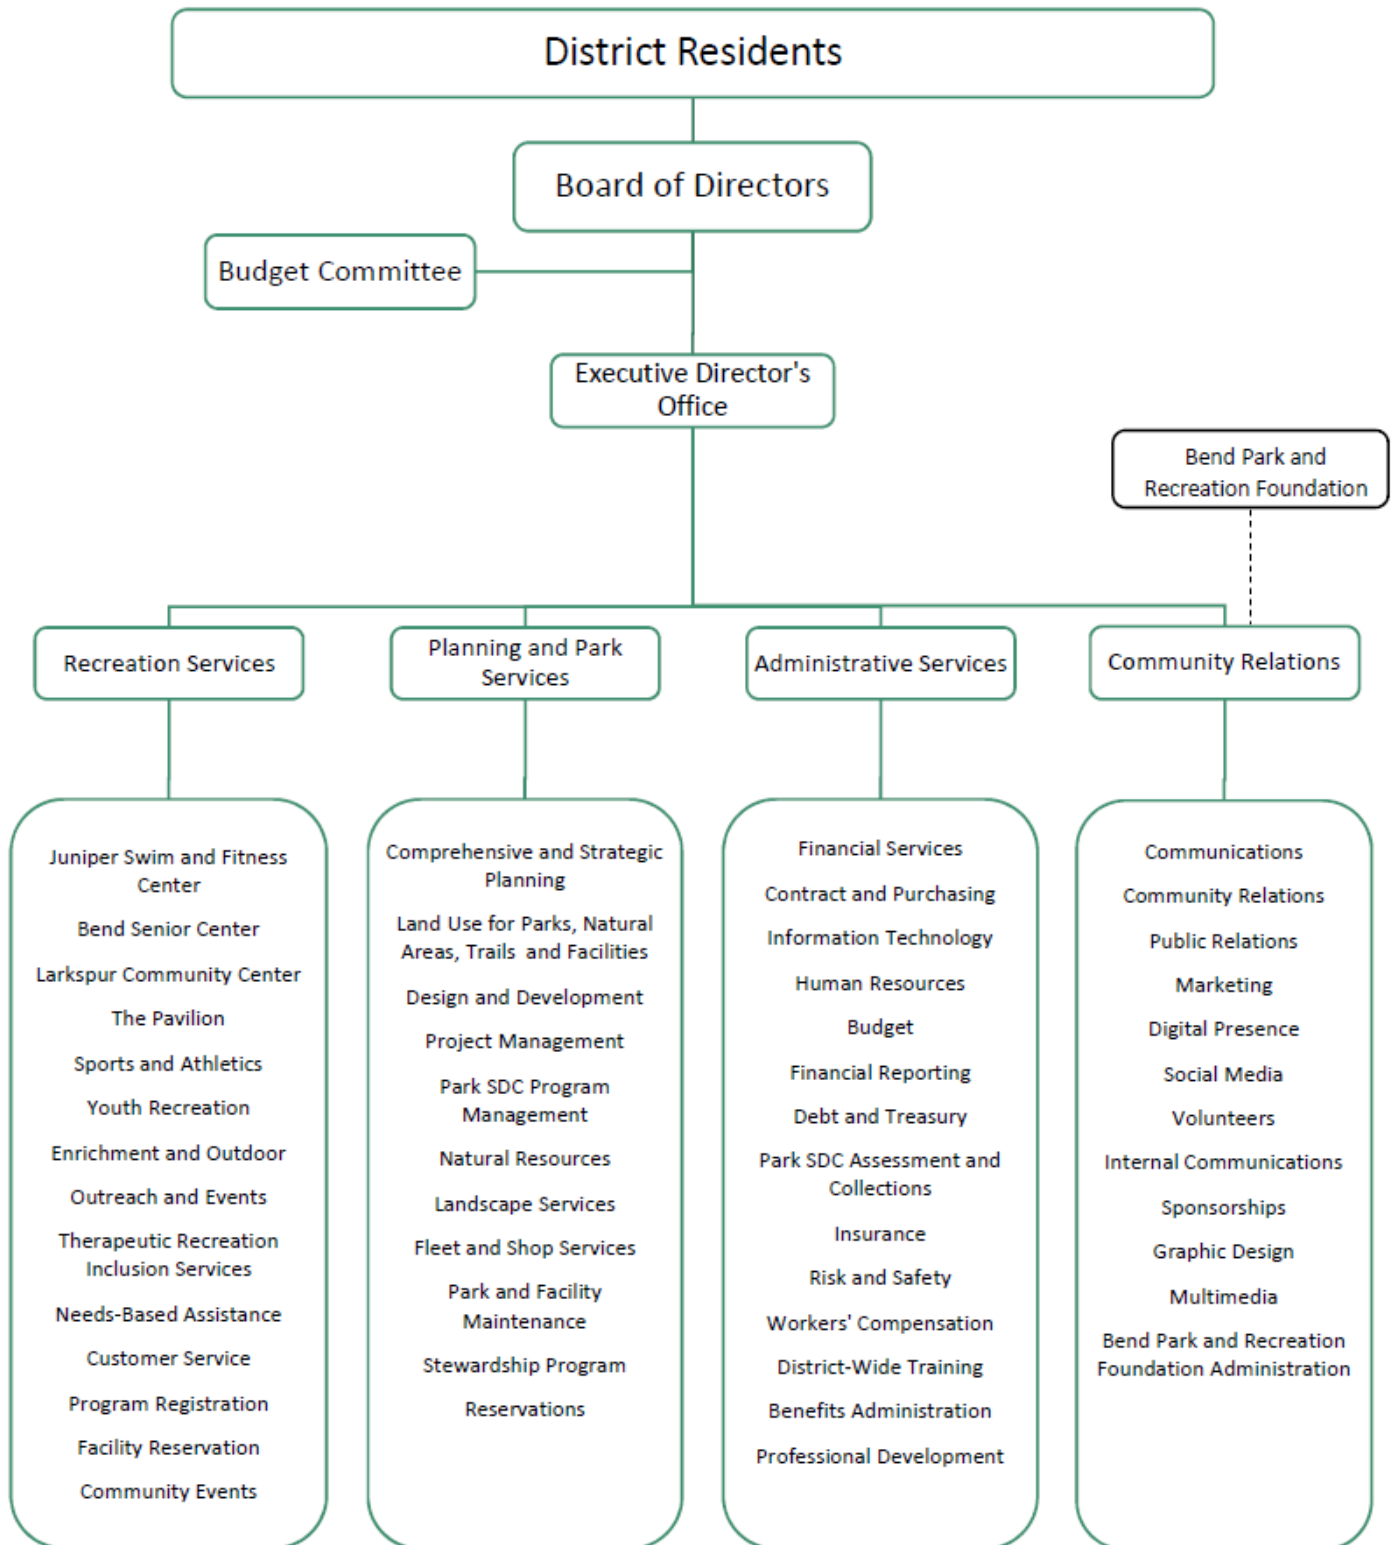 District Residents
Board of Directors
Budget Committee
Executive Director's
Office
Bend Park and
Recreation Foundation
Recreation Services
Planning and Park
Services
Administrative Services
Community Relations
Juniper Swim and Fitness
Center
Bend Senior Center
Larkspur Community Center
The Pavilion
Sports and Athletics
Youth Recreation
Enrichment and Outdoor
Outreach and Events
Therapeutic Recreation
Inclusion Services
Needs-Based Assistance
Customer Service
Program Registration
Facility Reservation
Community Events
Comprehensive and Strategic
Planning
Land Use for Parks, Natural
Areas, Trails and Facilities
Design and Development
Project Management
Park SDC Program
Management
Natural Resources
Landscape Services
Fleet and Shop Services
Park and Facility
Maintenance
Stewardship Program
Reservations
Financial Services
Contract and Purchasing
Information Technology
Human Resources
Budget
Financial Reporting
Debt and Treasury
Park SDC Assessment and
Collections
Insurance
Risk and Safety
Workers' Compensation
District-Wide Training
Benefits Administration
Professional Development
Communications
Community Relations
Public Relations
Marketing
Digital Presence
Social Media
Volunteers
Internal Communications
Sponsorships
Graphic Design
Multimedia
Bend Park and Recreation
Foundation Administration